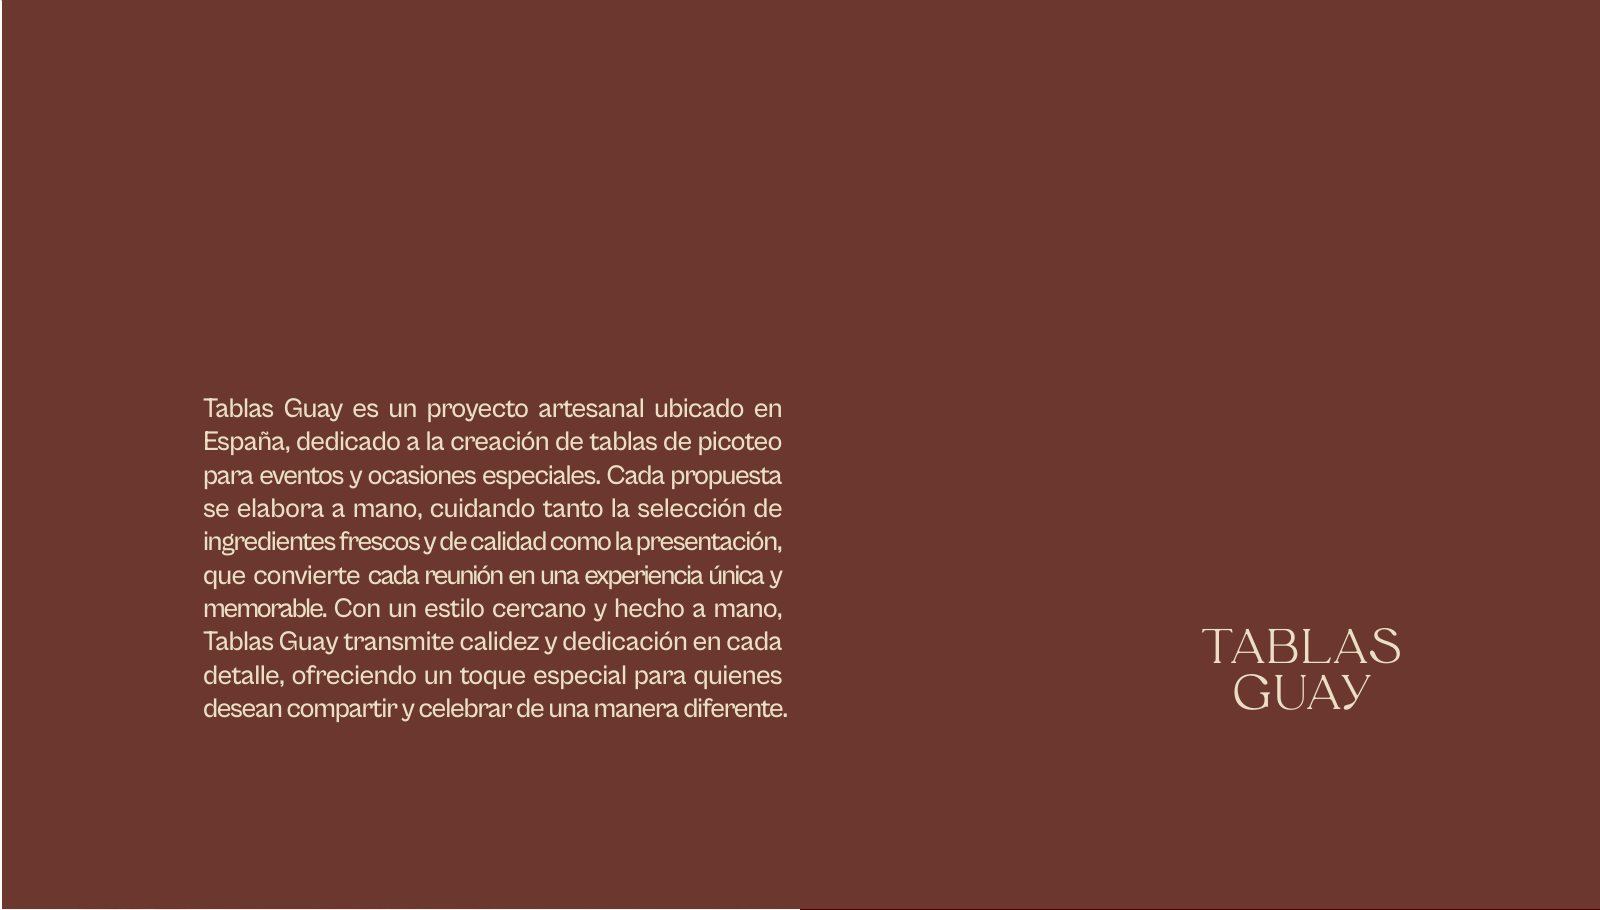 Tablas Guay es un proyecto artesanal ubicado en
España, dedicado a la creación de tablas de picoteo
para eventos y ocasiones especiales. Cada propuesta
se elabora a mano, cuidando tanto la selección de
ingredientes frescos y de calidad como la presentación,
que convierte cada reunión en una experiencia única y
memorable. Con un estilo cercano y hecho a mano,
Tablas Guay transmite calidez y dedicación en cada
detalle, ofreciendo un toque especial para quienes
desean compartir y celebrar de una manera diferente.
TABLAS
GUAY